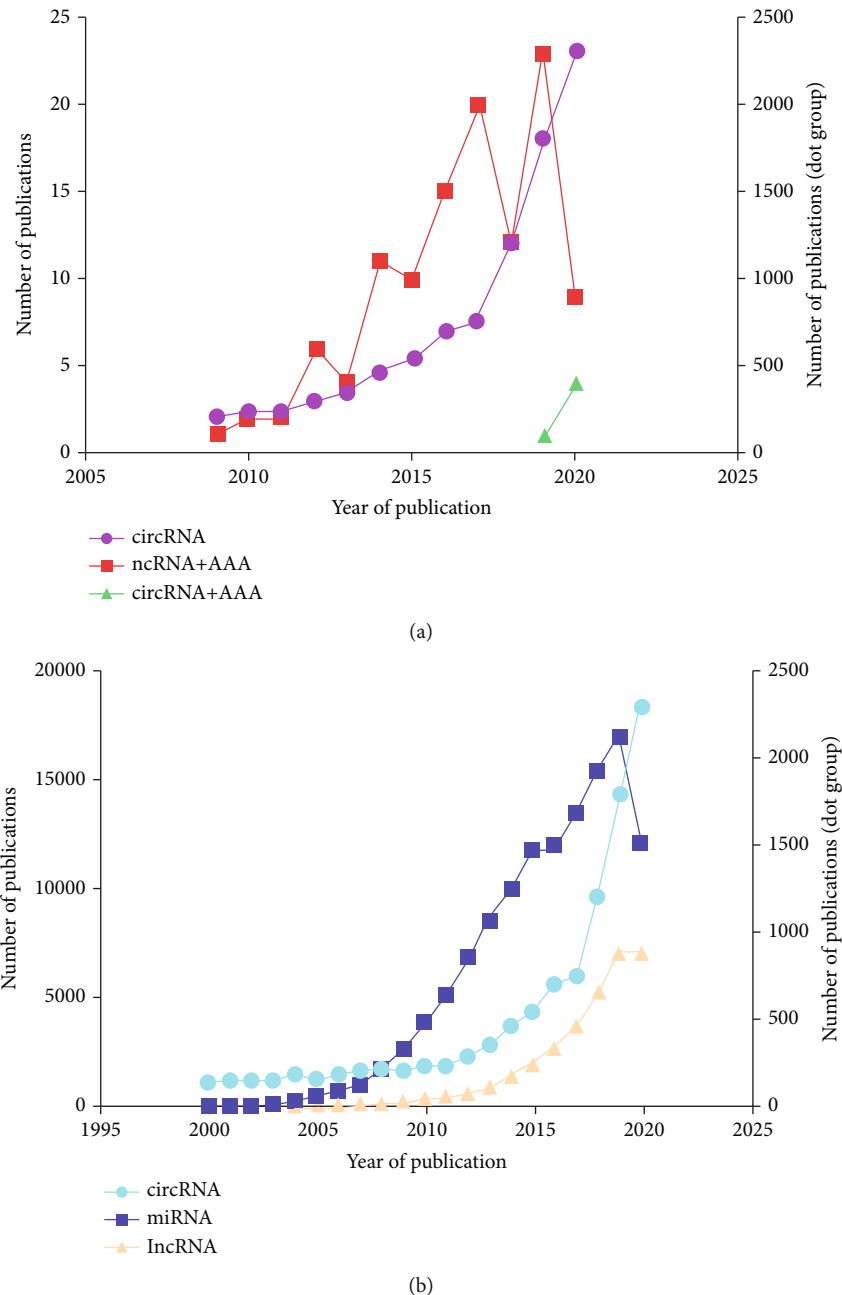 25
20
15
10
5
0
Number of publications
2500
2000
1500
1000
500
0
Number of publications (dot group)
2005 2010 2015 2020 2025
Year of publication
circRNA
ncRNA+AAA
circRNA+AAA
(a)
20000
15000
10000
5000
0
Number of publications
2500
2000
1500
1000
500
0
Number of publications (dot group)
1995 2000 2005 2010 2015 2020 2025
Year of publication
circRNA
miRNA
IncRNA
(b)